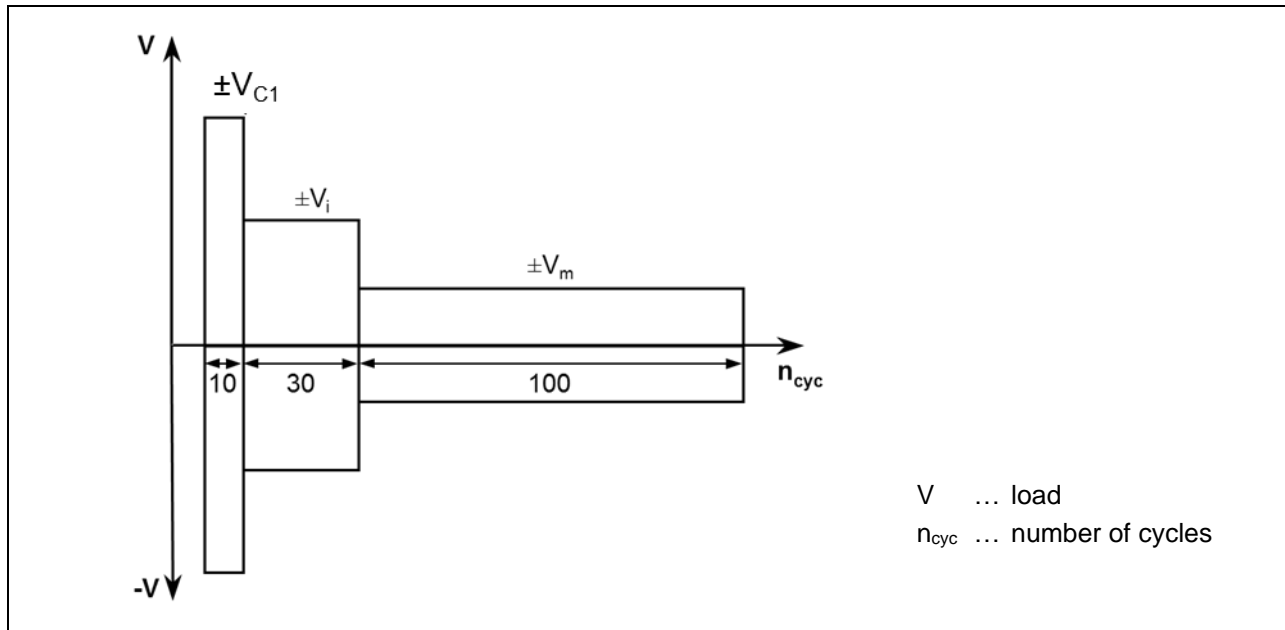 V
±V_C1
±V_i
±V_m
10
30
100
n_cyc
-V
V … load
n_cyc … number of cycles